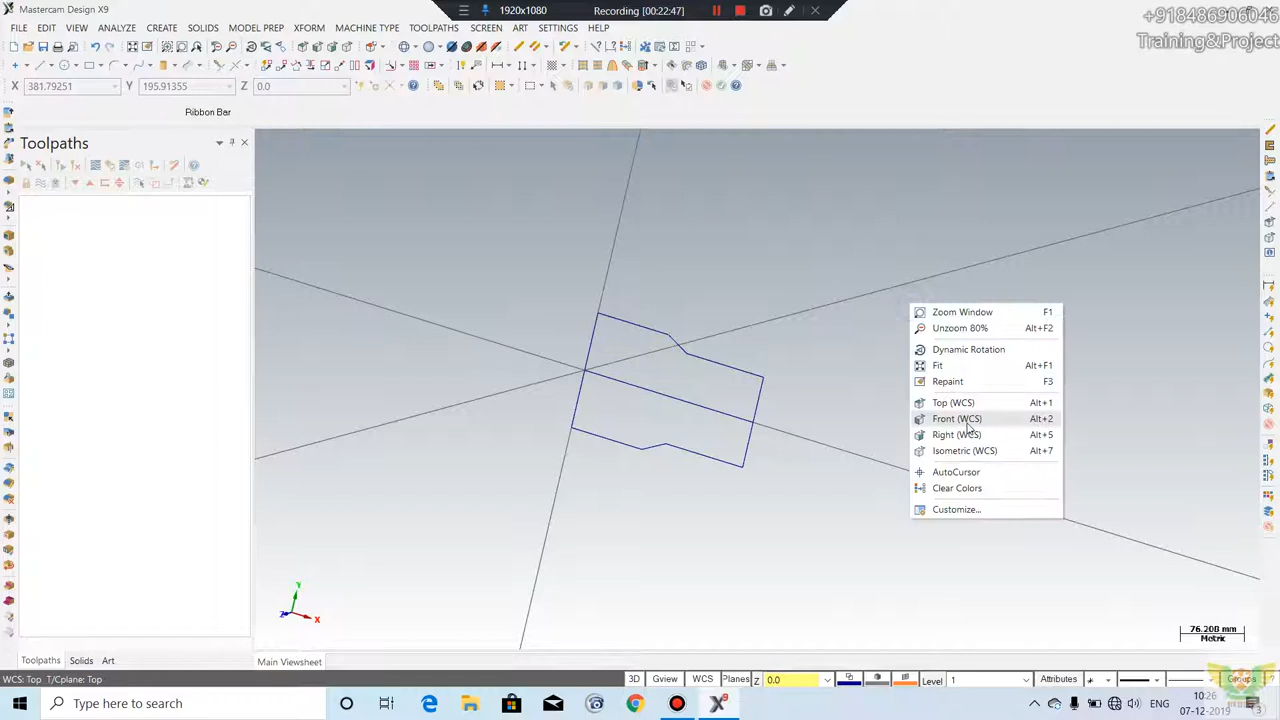 Mastercam Design X9
1920x1080
Recording [00:22:47]
+918486906046
Training&Project
FILE EDIT VIEW ANALYZE CREATE SOLIDS MODEL PREP XFORM MACHINE TYPE TOOLPATHS SCREEN ART SETTINGS HELP
X 381.79251 Y 195.91355 Z 0.0
Ribbon Bar
Toolpaths
Zoom Window F1
Unzoom 80% Alt+F2
Dynamic Rotation
Fit Alt+F1
Repaint F3
Top (WCS) Alt+1
Front (WCS) Alt+2
Right (WCS) Alt+5
Isometric (WCS) Alt+7
AutoCursor
Clear Colors
Customize...
Y
Z
X
76.208 mm
Metric
Toolpaths Solids Art
Main Viewsheet
WCS: Top T/Cplane: Top
3D Gview WCS Planes Z 0.0 Level 1 Attributes Groups ?
Type here to search
ENG
10:26
07-12-2019